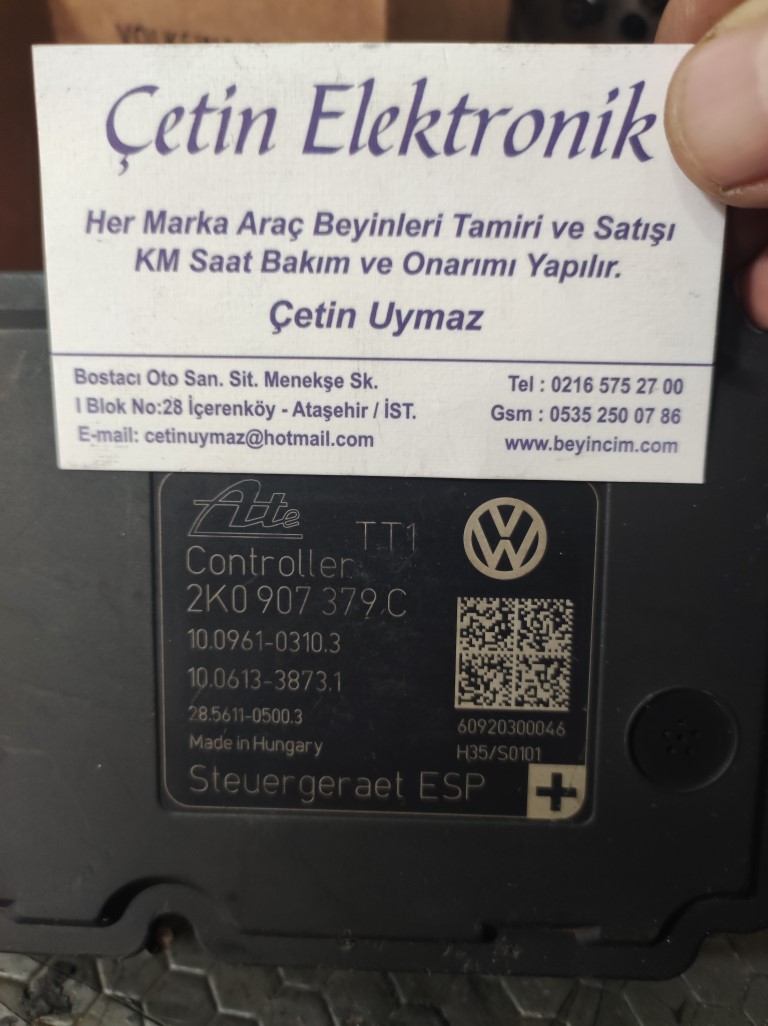 Çetin Elektronik
Her Marka Araç Beyinleri Tamiri ve Satışı
KM Saat Bakım ve Onarımı Yapılır.
Çetin Uymaz
Bostacı Oto San. Sit. Menekşe Sk.
I Blok No:28 İçerenköy - Ataşehir / İST.
E-mail: cetinuymaz@hotmail.com
Tel : 0216 575 27 00
Gsm : 0535 250 07 86
www.beyincim.com
Ate TT1
Controller
2K0 907 379 C
10.0961-0310.3
10.0613-3873.1
28.5611-0500.3
Made in Hungary
Steuergeraet ESP
VW
60920300046
H35/S0101